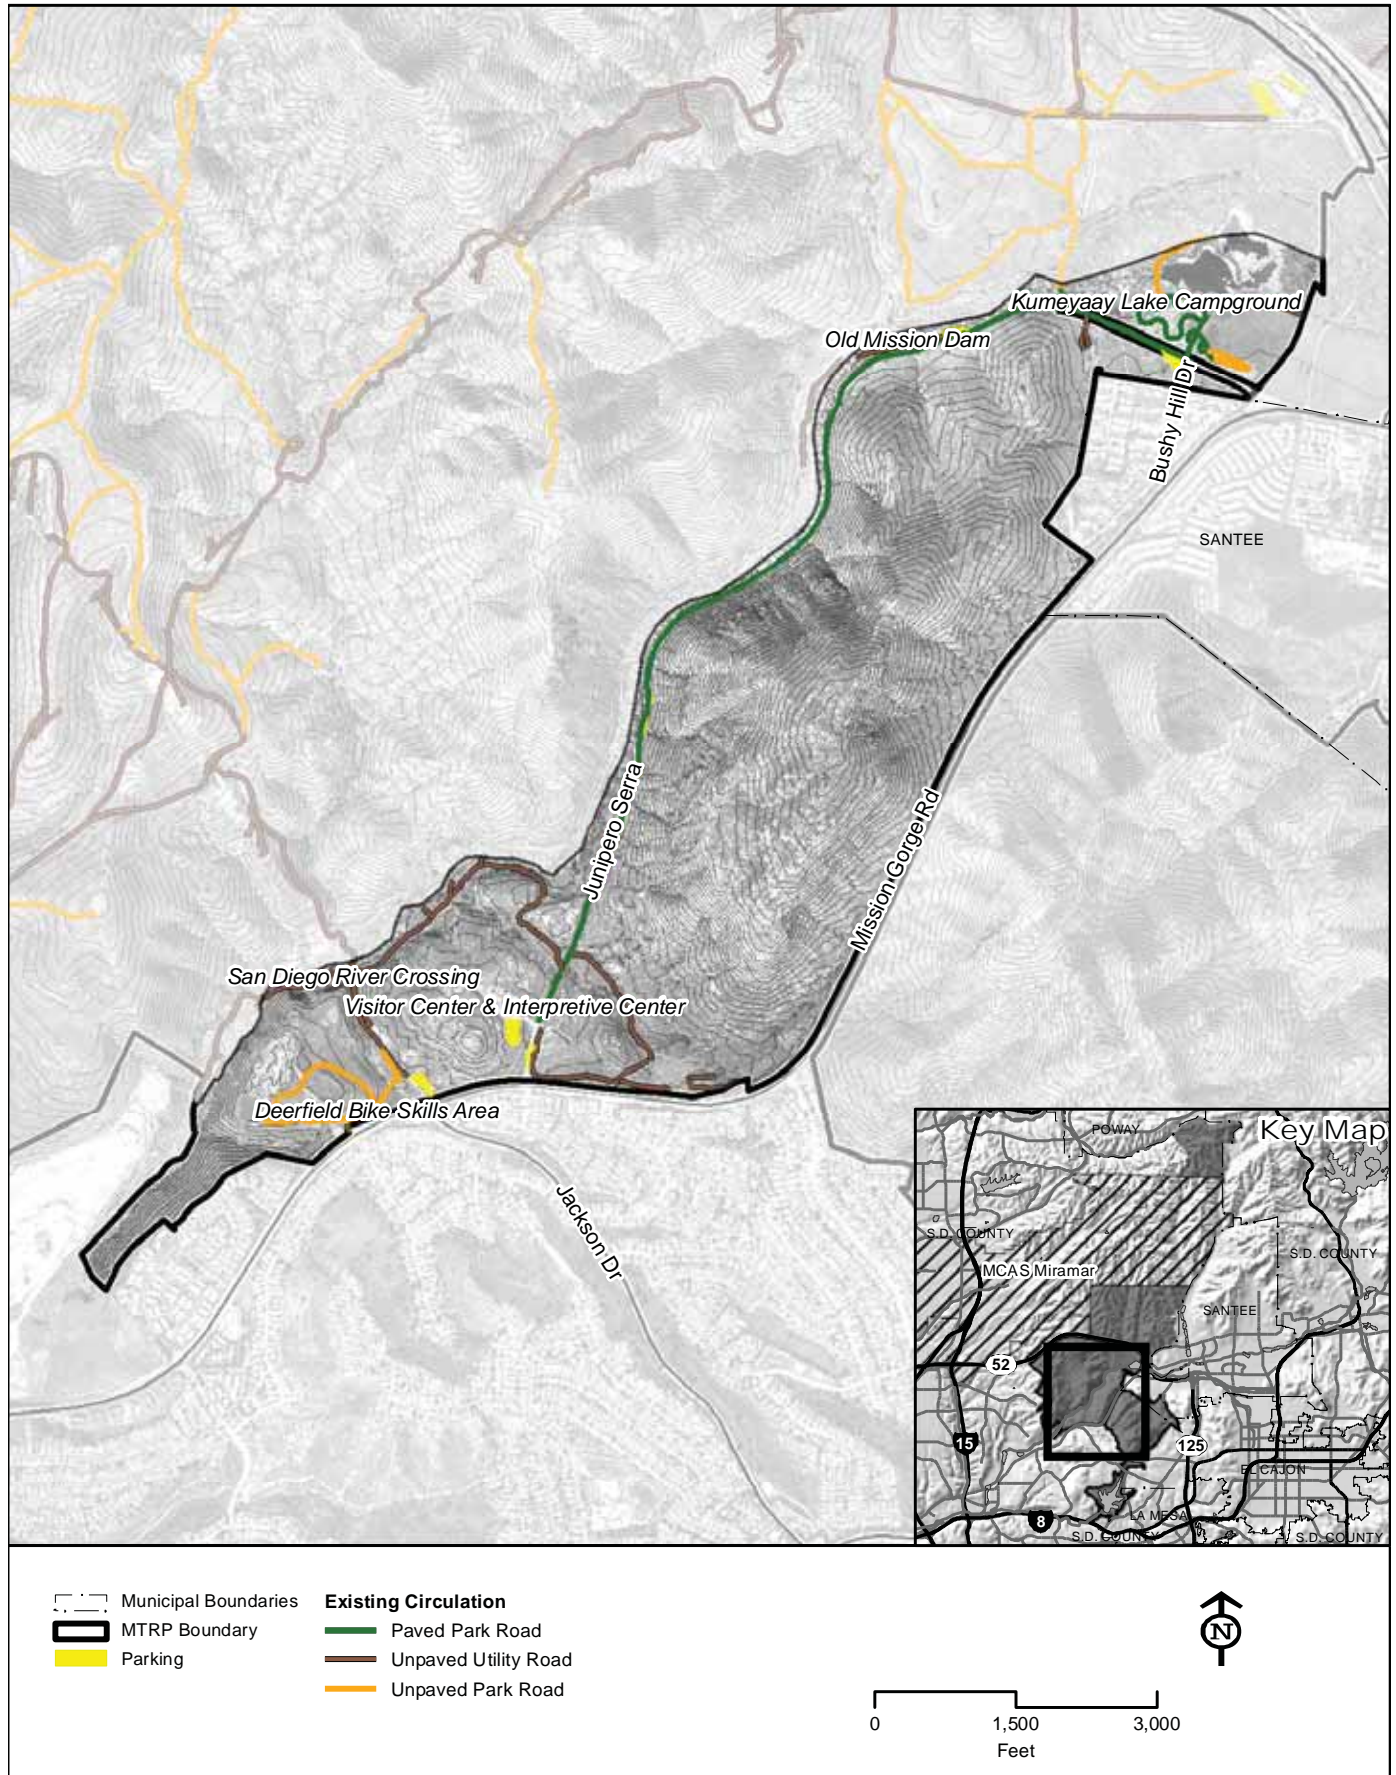 Kumeyaay Lake Campground
Old Mission Dam
Bushy Hill Dr
SANTEE
Junipero Serra
Mission Gorge Rd
San Diego River Crossing
Visitor Center & Interpretive Center
Deerfield Bike Skills Area
Jackson Dr
Key Map
POWAY
S.D. COUNTY
S.D. COUNTY
MCAS Miramar
SANTEE
52
15
125
EL CAJON
8
LA MESA
S.D. COUNTY
S.D. COUNTY
Municipal Boundaries
MTRP Boundary
Parking
Existing Circulation
Paved Park Road
Unpaved Utility Road
Unpaved Park Road
N
0 1,500 3,000
Feet